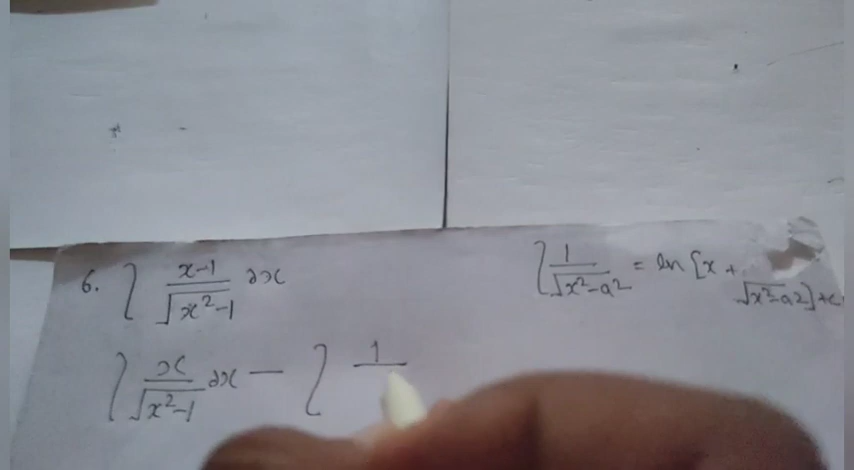 6. ∫ x-1/√x²-1 dx
∫ 1/√x²-a² = ln [x + √x²-a²]+c
∫ x/√x²-1 dx - ∫ 1/